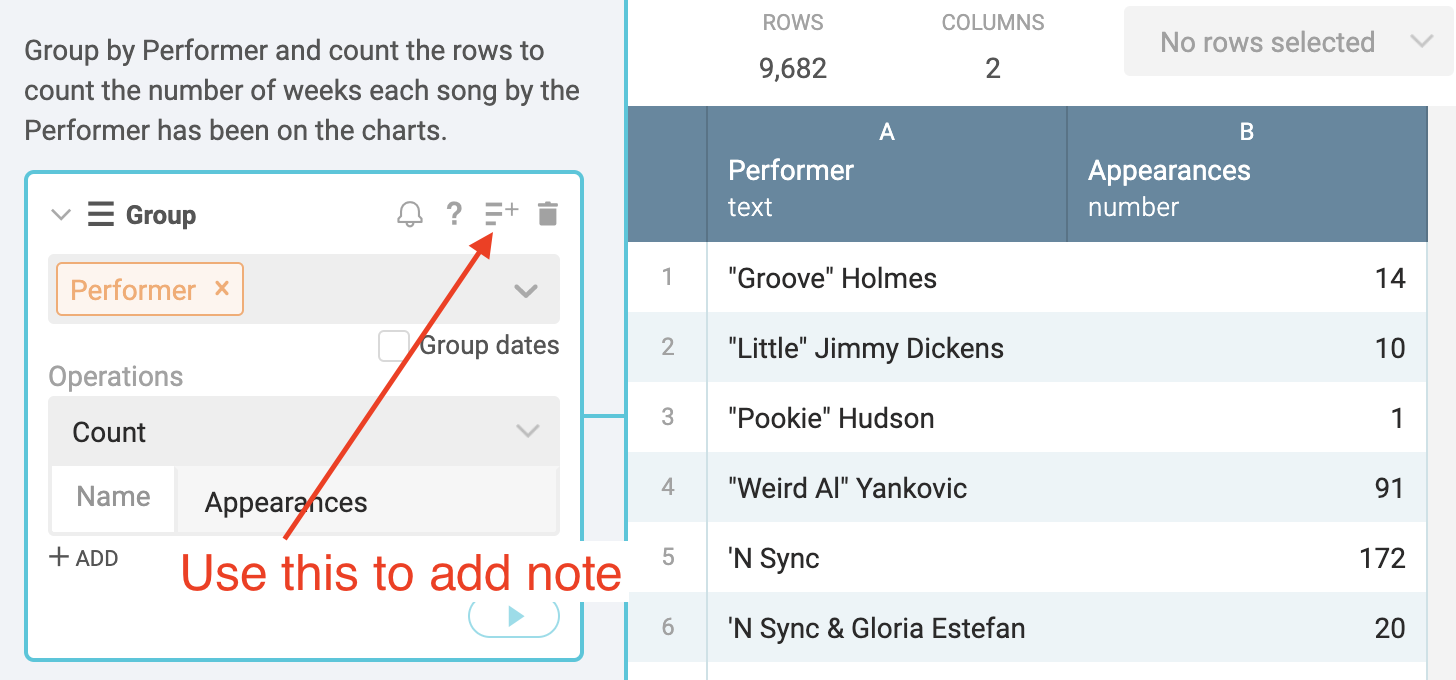 Group by Performer and count the rows to
count the number of weeks each song by the
Performer has been on the charts.
Group
?
Performer ×
Group dates
Operations
Count
Name
Appearances
+ ADD
Use this to add note
ROWS
9,682
COLUMNS
2
No rows selected
A
B
Performer
Appearances
text
number
1 "Groove" Holmes 14
2 "Little" Jimmy Dickens 10
3 "Pookie" Hudson 1
4 "Weird Al" Yankovic 91
5 'N Sync 172
6 'N Sync & Gloria Estefan 20